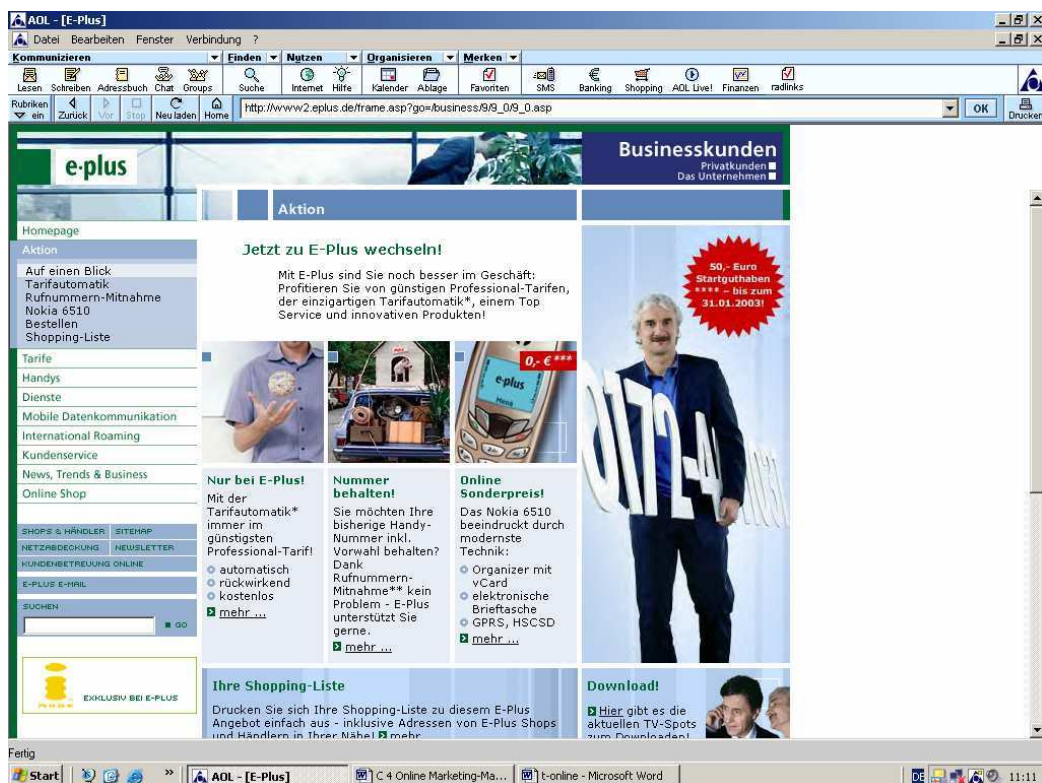 AOL - [E-Plus]
Datei Bearbeiten Fenster Verbindung ?
Kommunizieren Finden Nutzen Organisieren Merken
Lesen Schreiben Adressbuch Chat Groups Suche Internet Hilfe Kalender Ablage Favoriten SMS Banking Shopping AOL Live! Finanzen radlinks
Rubriken ein Zurück Vor Stop Neu laden Home http://www2.eplus.de/frame.asp?go=/business/9/9_0/9_0.asp OK Drucken
e-plus
Businesskunden
Privatkunden
Das Unternehmen
Aktion
Homepage
Aktion
Auf einen Blick
Tarifautomatik
Rufnummern-Mitnahme
Nokia 6510
Bestellen
Shopping-Liste
Tarife
Handys
Dienste
Mobile Datenkommunikation
International Roaming
Kundenservice
News, Trends & Business
Online Shop
SHOPS & HÄNDLER SITEMAP
NETZABDECKUNG NEWSLETTER
KUNDENBETREUUNG ONLINE
E-PLUS E-MAIL
SUCHEN
GO
EXKLUSIV BEI E-PLUS
Jetzt zu E-Plus wechseln!
Mit E-Plus sind Sie noch besser im Geschäft:
Profitieren Sie von günstigen Professional-Tarifen,
der einzigartigen Tarifautomatik*, einem Top
Service und innovativen Produkten!
0,- € ***
e-plus
Menü
Nur bei E-Plus!
Mit der
Tarifautomatik*
immer im
günstigsten
Professional-Tarif!
automatisch
rückwirkend
kostenlos
mehr ...
Nummer
behalten!
Sie möchten Ihre
bisherige Handy-
Nummer inkl.
Vorwahl behalten?
Dank
Rufnummern-
Mitnahme** kein
Problem - E-Plus
unterstützt Sie
gerne.
mehr ...
Online
Sonderpreis!
Das Nokia 6510
beeindruckt durch
modernste
Technik:
Organizer mit
vCard
elektronische
Brieftasche
GPRS, HSCSD
mehr ...
50,- Euro
Startguthaben
**** – bis zum
31.01.2003!
0172-4
Ihre Shopping-Liste
Drucken Sie sich Ihre Shopping-Liste zu diesem E-Plus
Angebot einfach aus - inklusive Adressen von E-Plus Shops
und Händlern in Ihrer Nähe! mehr
Download!
Hier gibt es die
aktuellen TV-Spots
zum Downloaden!
Fertig
Start » AOL - [E-Plus] C 4 Online Marketing-Ma... t-online - Microsoft Word DE 11:11